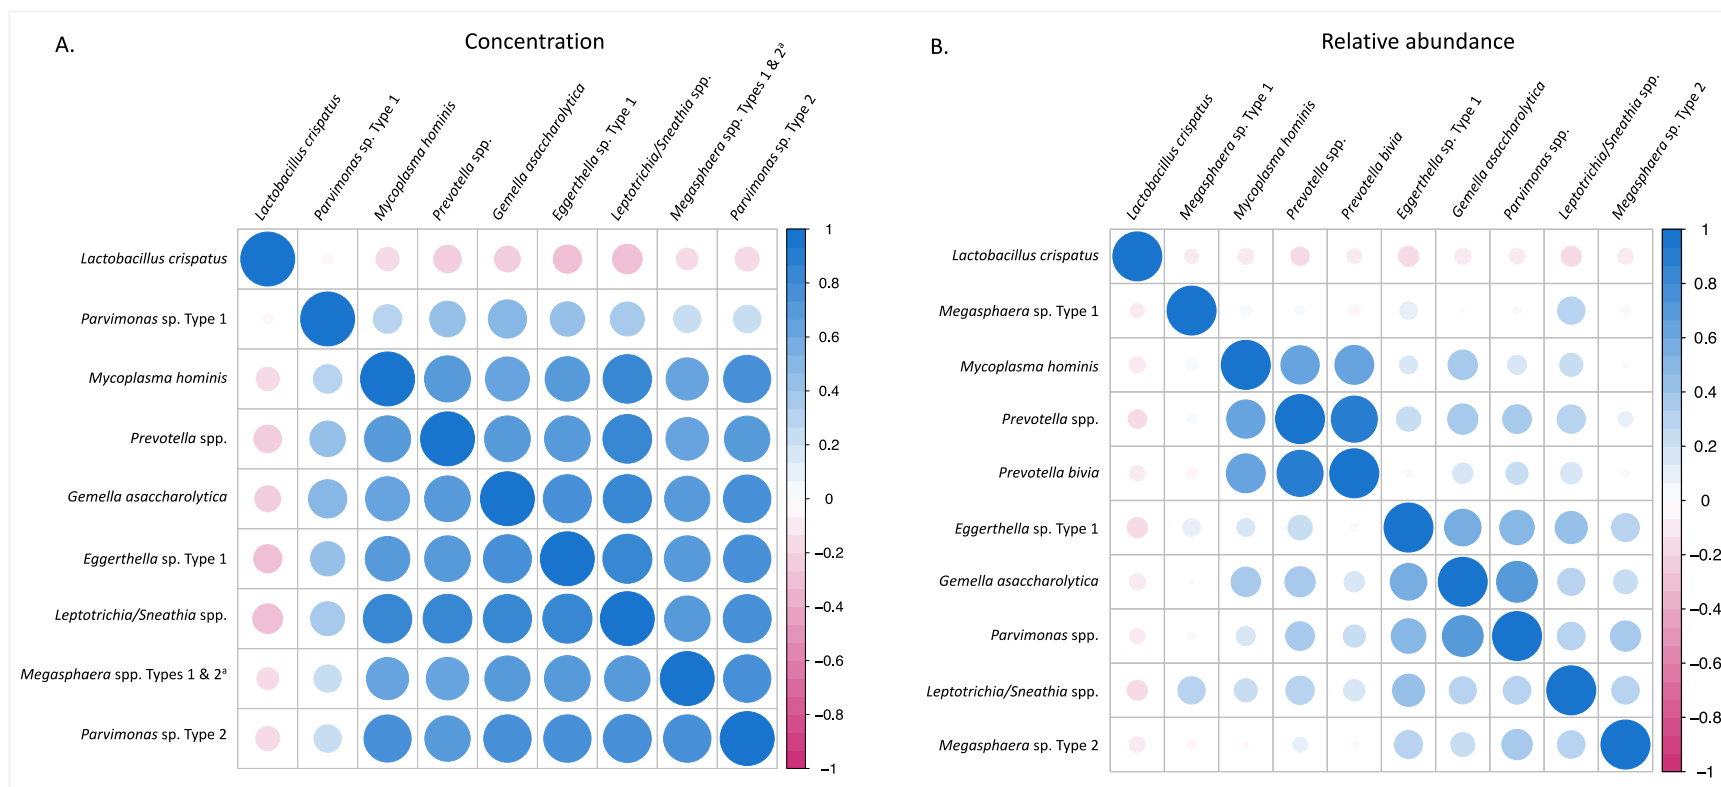 A.
Concentration
Lactobacillus crispatus
Parvimonas sp. Type 1
Mycoplasma hominis
Prevotella spp.
Gemella asaccharolytica
Eggerthella sp. Type 1
Leptotrichia/Sneathia spp.
Megasphaera spp. Types 1 & 2ª
Parvimonas sp. Type 2
Lactobacillus crispatus
Parvimonas sp. Type 1
Mycoplasma hominis
Prevotella spp.
Gemella asaccharolytica
Eggerthella sp. Type 1
Leptotrichia/Sneathia spp.
Megasphaera spp. Types 1 & 2ª
Parvimonas sp. Type 2
1
0.8
0.6
0.4
0.2
0
−0.2
−0.4
−0.6
−0.8
−1
B.
Relative abundance
Lactobacillus crispatus
Megasphaera sp. Type 1
Mycoplasma hominis
Prevotella spp.
Prevotella bivia
Eggerthella sp. Type 1
Gemella asaccharolytica
Parvimonas spp.
Leptotrichia/Sneathia spp.
Megasphaera sp. Type 2
Lactobacillus crispatus
Megasphaera sp. Type 1
Mycoplasma hominis
Prevotella spp.
Prevotella bivia
Eggerthella sp. Type 1
Gemella asaccharolytica
Parvimonas spp.
Leptotrichia/Sneathia spp.
Megasphaera sp. Type 2
1
0.8
0.6
0.4
0.2
0
−0.2
−0.4
−0.6
−0.8
−1